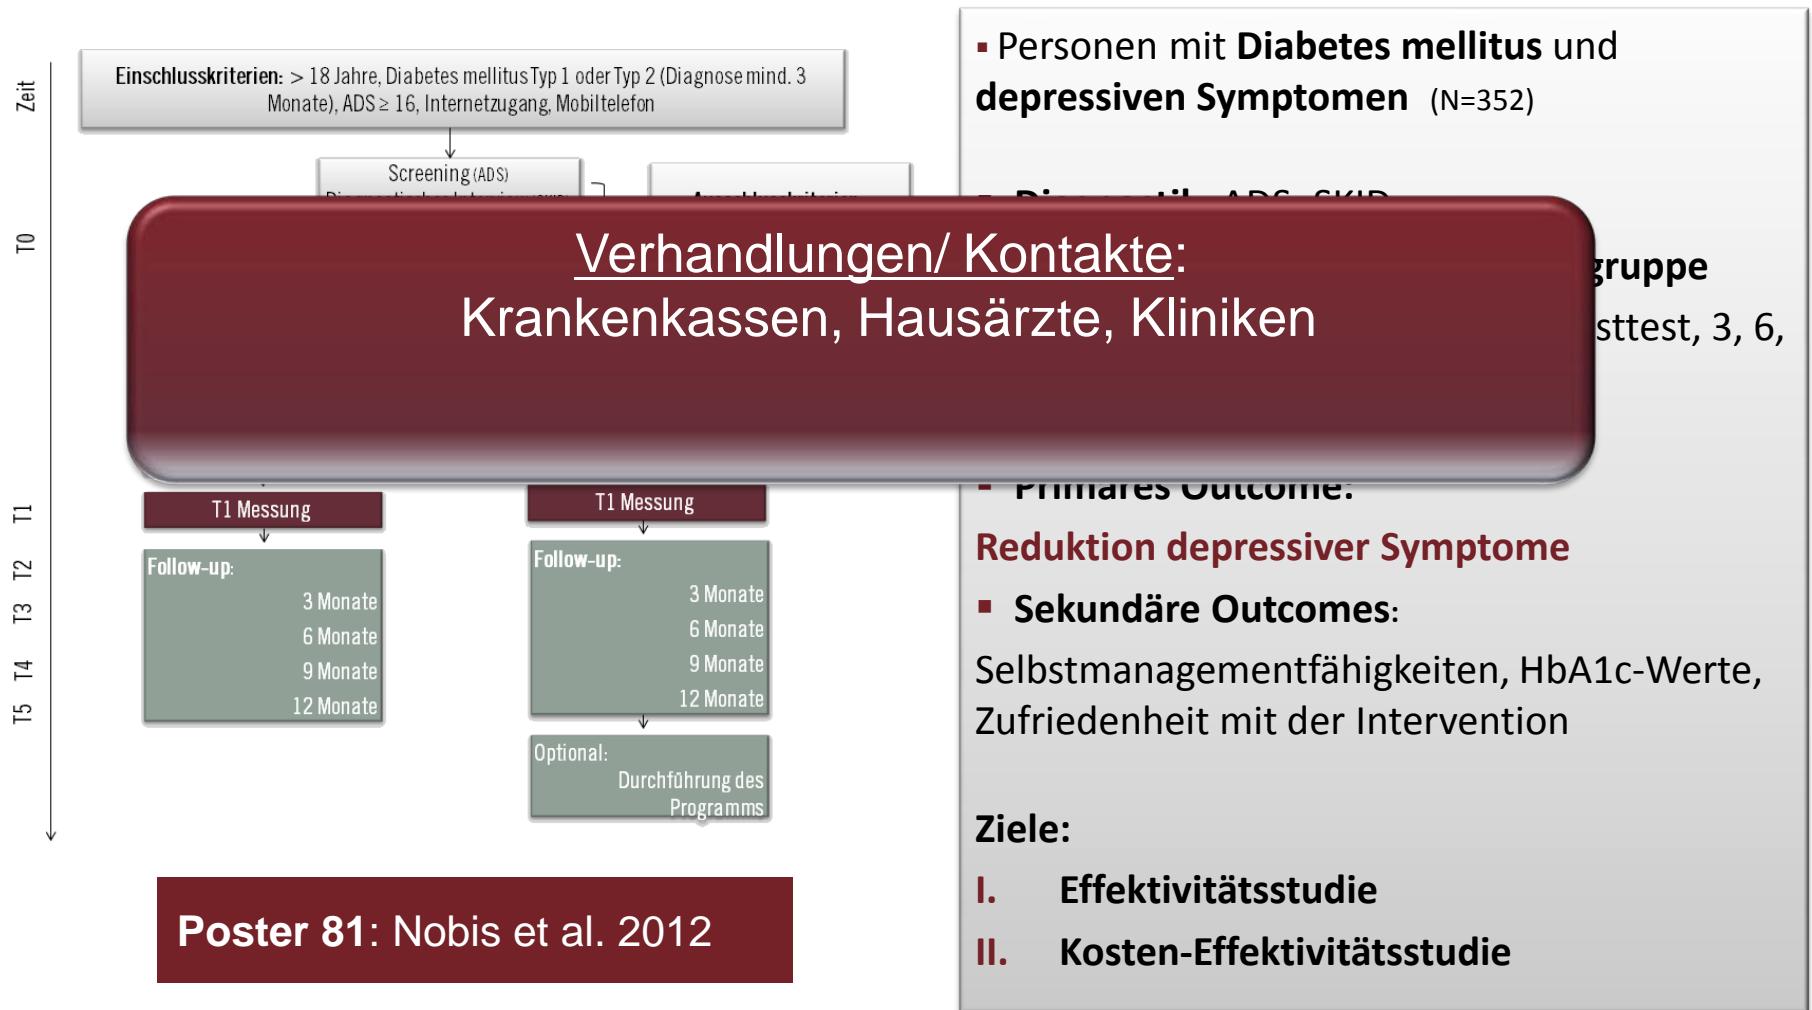 Zeit
T0
T1
T2
T3
T4
T5
Einschlusskriterien: > 18 Jahre, Diabetes mellitus Typ 1 oder Typ 2 (Diagnose mind. 3
Monate), ADS ≥ 16, Internetzugang, Mobiltelefon
Screening (ADS)
Verhandlungen/ Kontakte:
Krankenkassen, Hausärzte, Kliniken
T1 Messung
Follow-up:
3 Monate
6 Monate
9 Monate
12 Monate
T1 Messung
Follow-up:
3 Monate
6 Monate
9 Monate
12 Monate
Optional:
Durchführung des
Programms
Poster 81: Nobis et al. 2012
▪ Personen mit Diabetes mellitus und
depressiven Symptomen (N=352)
gruppe
sttest, 3, 6,
▪ Primäres Outcome:
Reduktion depressiver Symptome
▪ Sekundäre Outcomes:
Selbstmanagementfähigkeiten, HbA1c-Werte,
Zufriedenheit mit der Intervention
Ziele:
I. Effektivitätsstudie
II. Kosten-Effektivitätsstudie